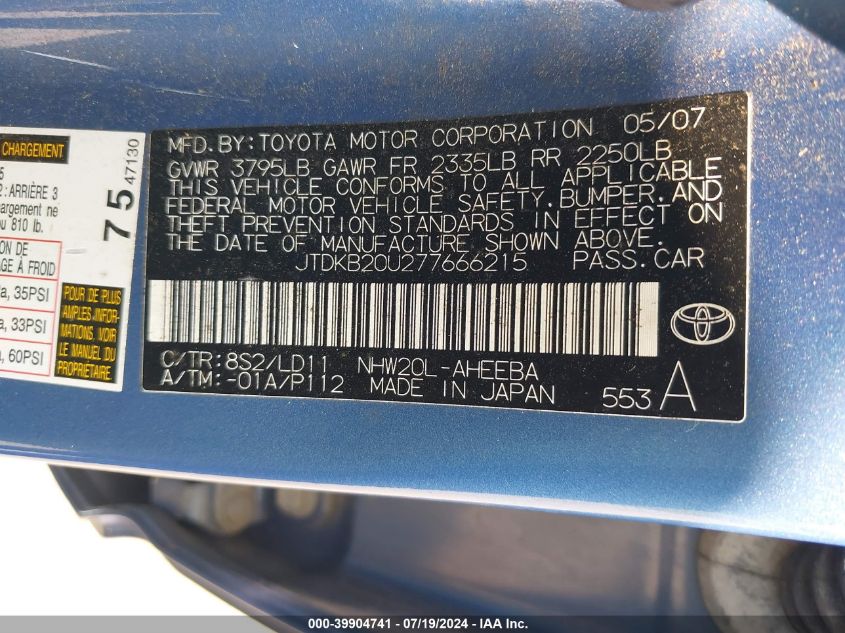 CHARGEMENT
5
2: ARRIÈRE 3
chargement ne
ou 810 lb.
ON DE
AGE À FROID
a, 35PSI
a, 33PSI
a, 60PSI
75
47130
POUR DE PLUS
AMPLES INFOR-
MATIONS, VOIR
LE MANUEL DU
PROPRIÉTAIRE
MFD. BY: TOYOTA MOTOR CORPORATION 05/07
GVWR 3795LB GAWR FR 2335LB RR 2250LB
THIS VEHICLE CONFORMS TO ALL APPLICABLE
FEDERAL MOTOR VEHICLE SAFETY, BUMPER, AND
THEFT PREVENTION STANDARDS IN EFFECT ON
THE DATE OF MANUFACTURE SHOWN ABOVE.
JTDKB20U277666215 PASS. CAR
C/TR: 8S2/LD11 NHW20L-AHEEBA
A/TM: -01A/P112 MADE IN JAPAN
553 A
000-39904741 - 07/19/2024 - IAA Inc.